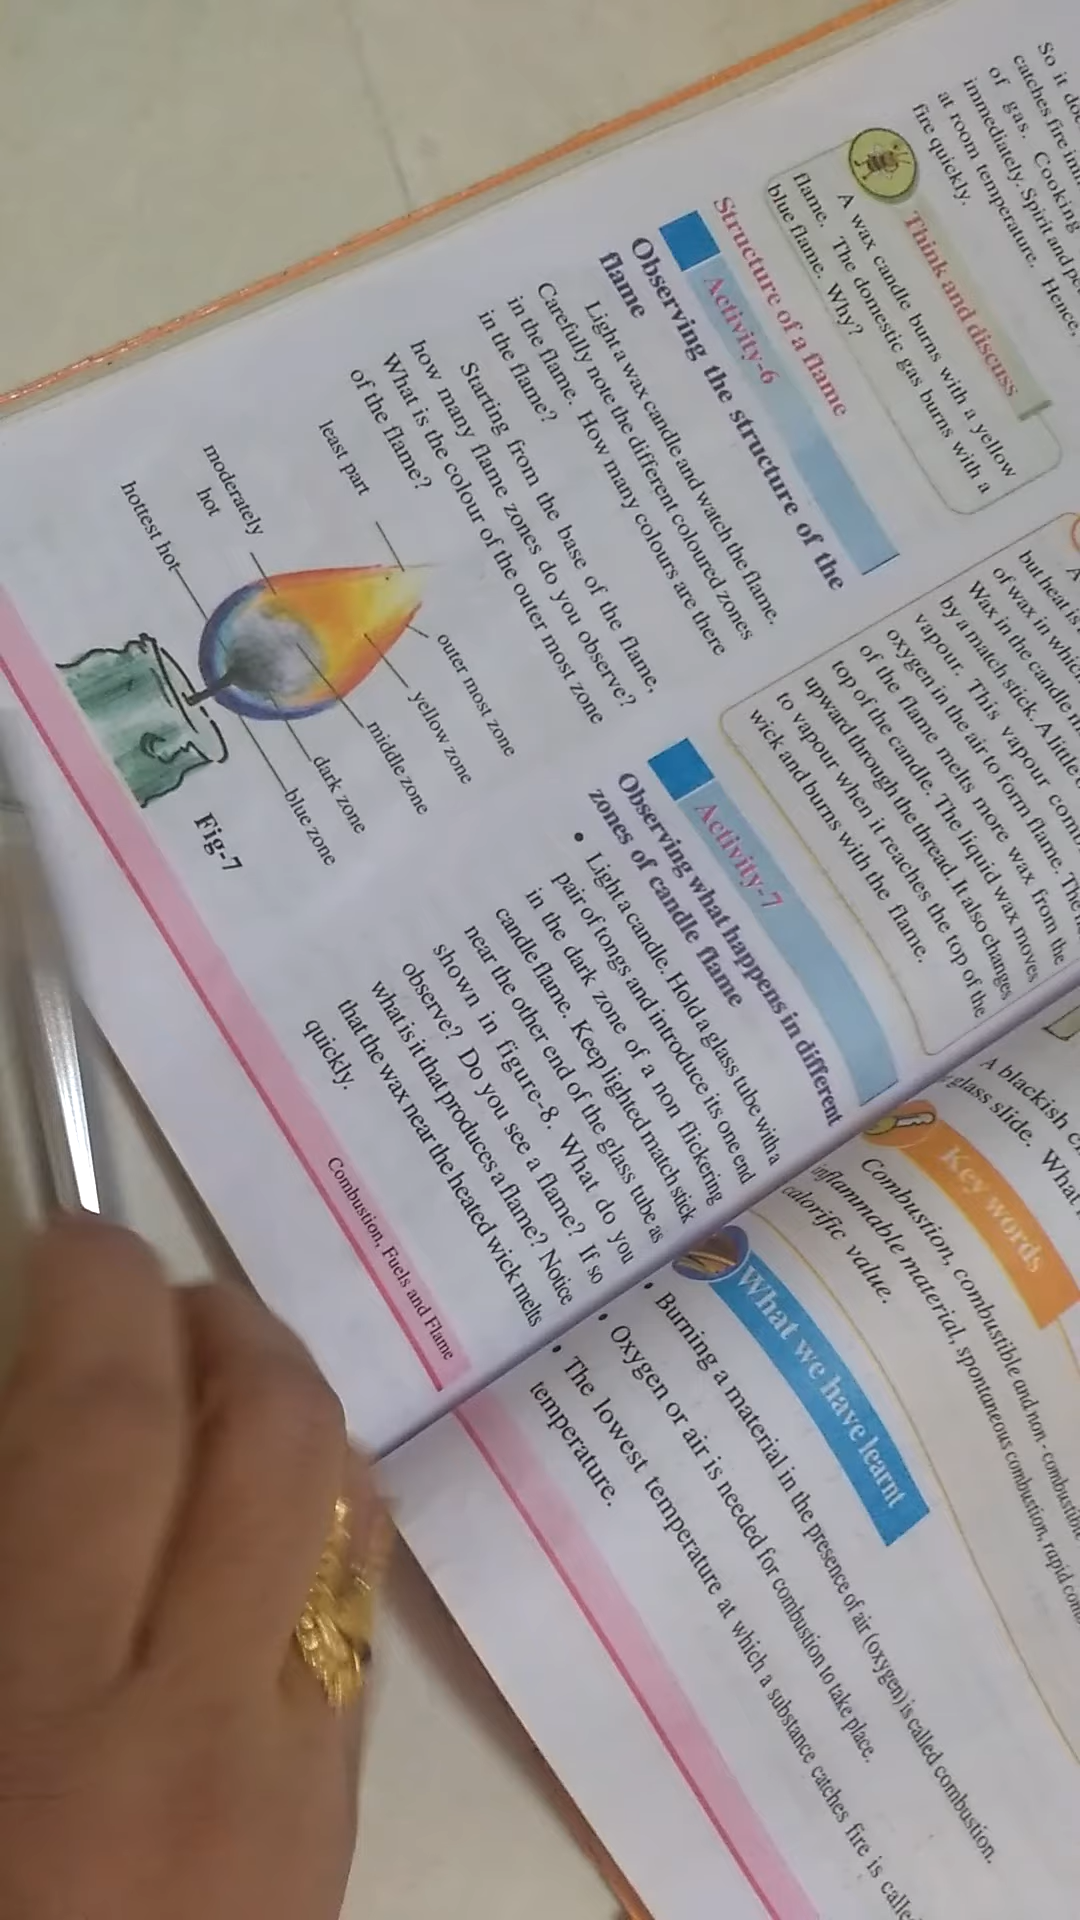 So it doe
catches fire imm
of gas. Cooking
immediately. Spirit and pe
at room temperature. Hence,
fire quickly.
Think and discuss
A wax candle burns with a yellow
flame. The domestic gas burns with a
blue flame. Why?
Structure of a flame
Activity-6
Observing the structure of the
flame
Light a wax candle and watch the flame.
Carefully note the different coloured zones
in the flame. How many colours are there
in the flame?
Starting from the base of the flame,
how many flame zones do you observe?
What is the colour of the outer most zone
of the flame?
least part
moderately
hot
hottest hot
outer most zone
yellow zone
middle zone
dark zone
blue zone
Fig-7
A
but heat is
of wax in which
Wax in the candle m
by a match stick. A little
vapour. This vapour comb
oxygen in the air to form flame. The
of the flame melts more wax from the
top of the candle. The liquid wax moves
upward through the thread. It also changes
to vapour when it reaches the top of the
wick and burns with the flame.
Activity-7
Observing what happens in different
zones of candle flame
• Light a candle. Hold a glass tube with a
pair of tongs and introduce its one end
in the dark zone of a non flickering
candle flame. Keep lighted match stick
near the other end of the glass tube as
shown in figure-8. What do you
observe? Do you see a flame? If so
what is it that produces a flame? Notice
that the wax near the heated wick melts
quickly.
Combustion, Fuels and Flame
A blackish c
glass slide. What
Key words
Combustion, combustible and non - combustible
inflammable material, spontaneous combustion, rapid com
calorific value.
What we have learnt
• Burning a material in the presence of air (oxygen) is called combustion.
• Oxygen or air is needed for combustion to take place.
• The lowest temperature at which a substance catches fire is calle
temperature.